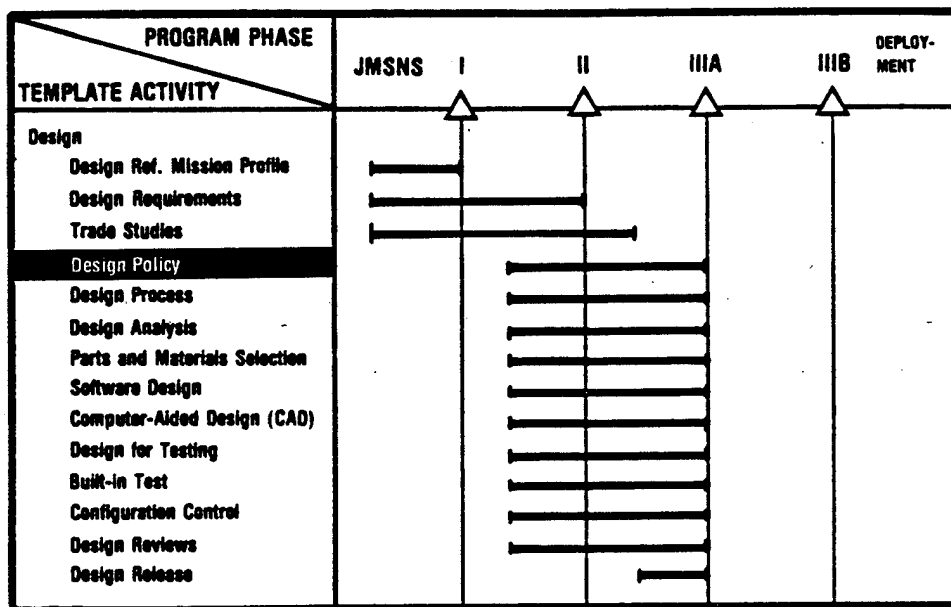 PROGRAM PHASE
TEMPLATE ACTIVITY
JMSNS I II IIIA IIIB DEPLOY-
MENT
Design
Design Ref. Mission Profile
Design Requirements
Trade Studies
Design Policy
Design Process
Design Analysis
Parts and Materials Selection
Software Design
Computer-Aided Design (CAD)
Design for Testing
Built-in Test
Configuration Control
Design Reviews
Design Release